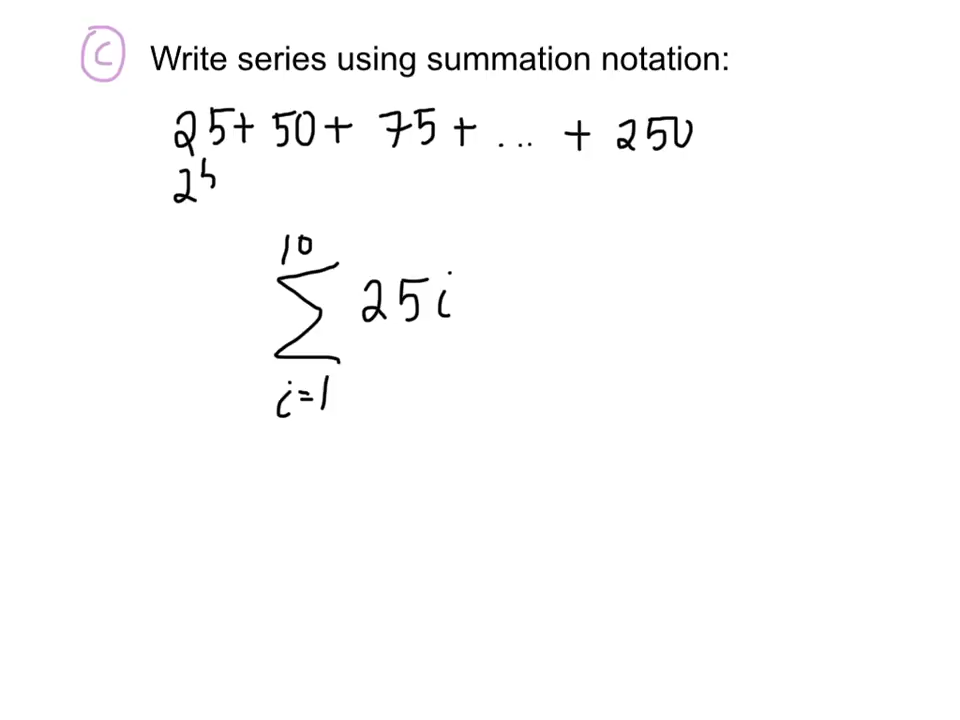 C Write series using summation notation:
25 + 50 + 75 + ... + 250
25
10
∑ 25i
i=1